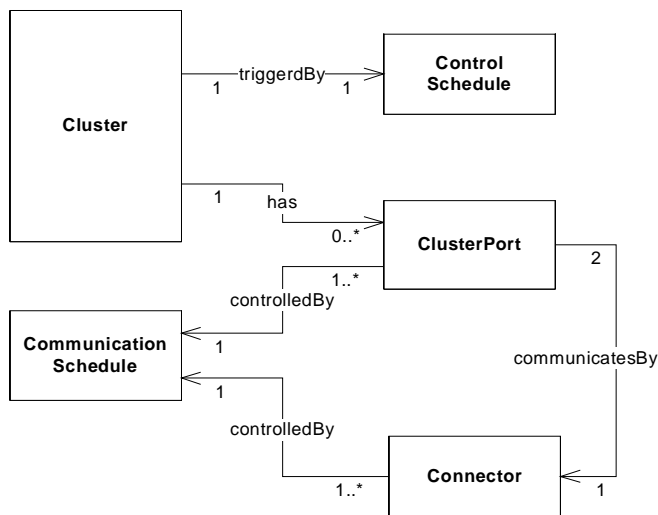 Control
Schedule
triggerdBy
1
1
Cluster
1
has
0..*
ClusterPort
2
1..*
controlledBy
1
Communication
Schedule
communicatesBy
1
controlledBy
1..*
Connector
1